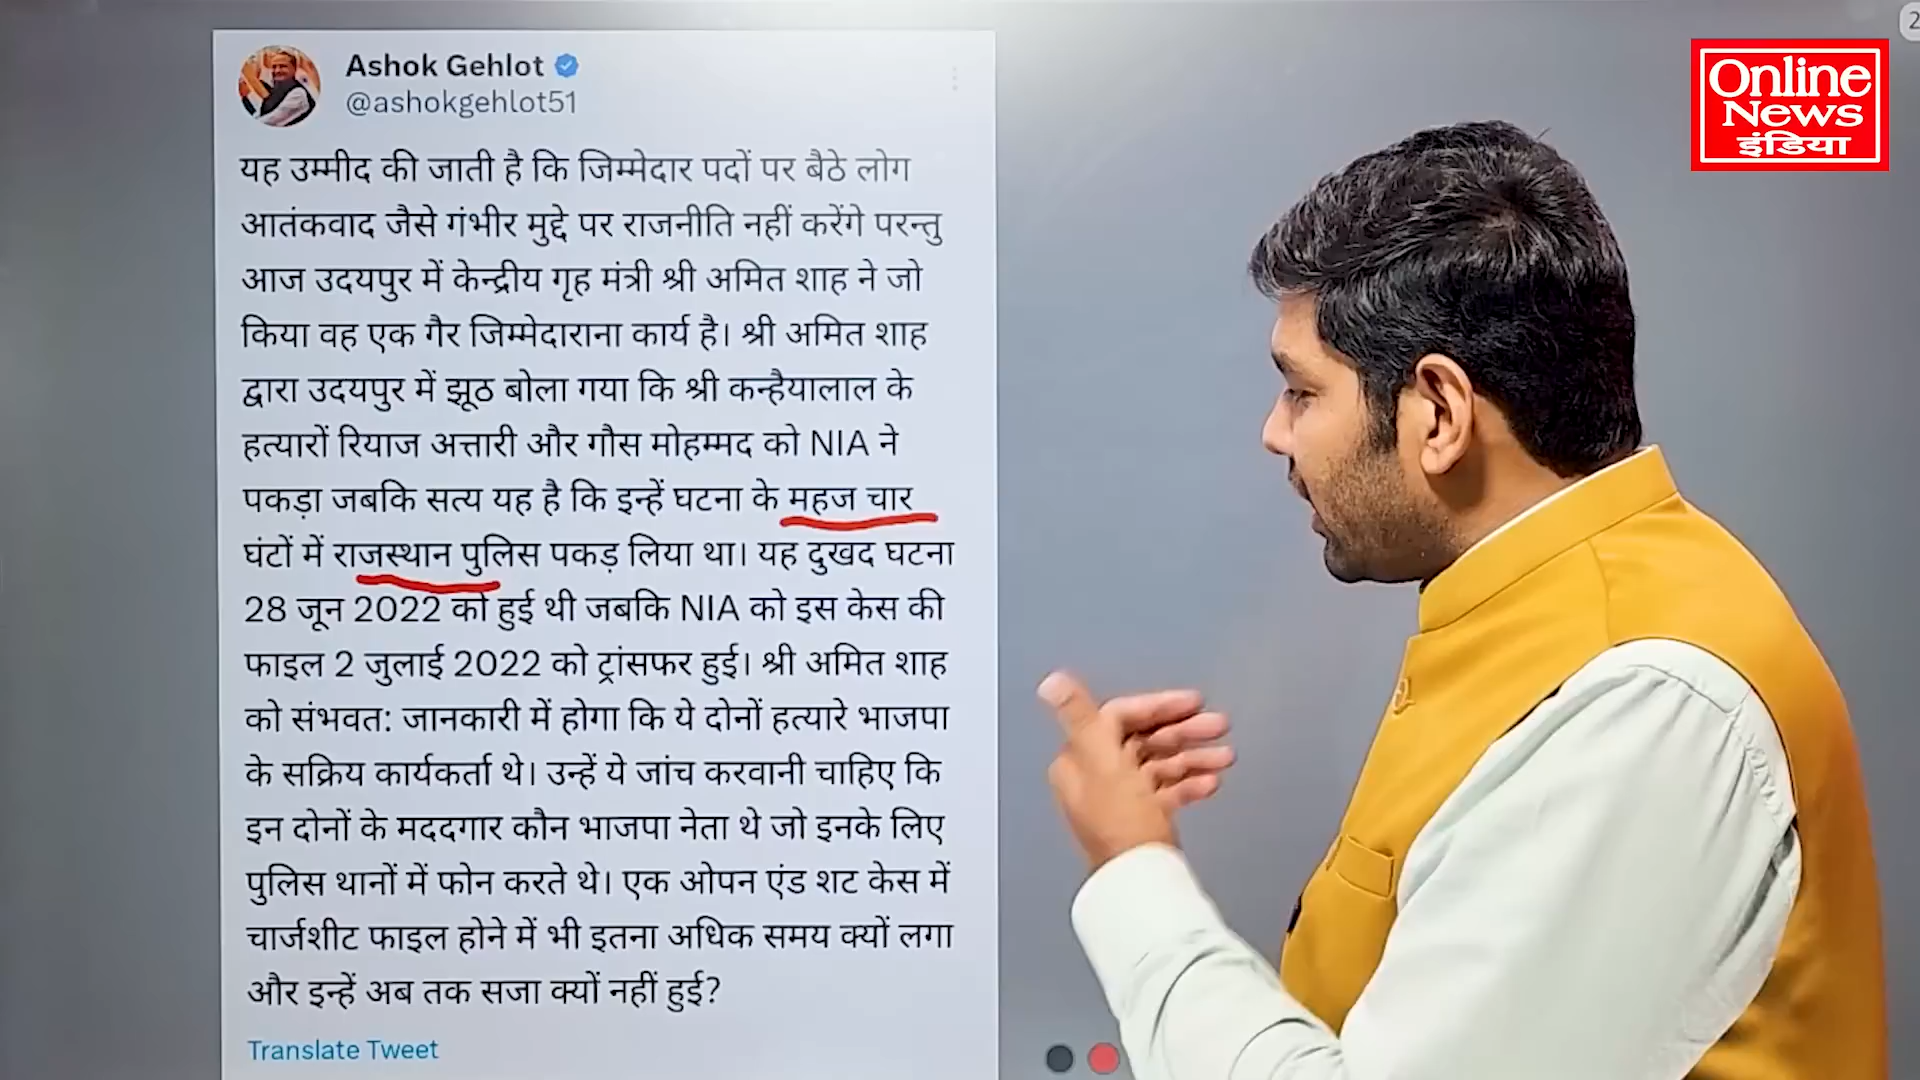 Ashok Gehlot
@ashokgehlot51
यह उम्मीद की जाती है कि जिम्मेदार पदों पर बैठे लोग
आतंकवाद जैसे गंभीर मुद्दे पर राजनीति नहीं करेंगे परन्तु
आज उदयपुर में केन्द्रीय गृह मंत्री श्री अमित शाह ने जो
किया वह एक गैर जिम्मेदाराना कार्य है। श्री अमित शाह
द्वारा उदयपुर में झूठ बोला गया कि श्री कन्हैयालाल के
हत्यारों रियाज अत्तारी और गौस मोहम्मद को NIA ने
पकड़ा जबकि सत्य यह है कि इन्हें घटना के महज चार
घंटों में राजस्थान पुलिस पकड़ लिया था। यह दुखद घटना
28 जून 2022 को हुई थी जबकि NIA को इस केस की
फाइल 2 जुलाई 2022 को ट्रांसफर हुई। श्री अमित शाह
को संभवत: जानकारी में होगा कि ये दोनों हत्यारे भाजपा
के सक्रिय कार्यकर्ता थे। उन्हें ये जांच करवानी चाहिए कि
इन दोनों के मददगार कौन भाजपा नेता थे जो इनके लिए
पुलिस थानों में फोन करते थे। एक ओपन एंड शट केस में
चार्जशीट फाइल होने में भी इतना अधिक समय क्यों लगा
और इन्हें अब तक सजा क्यों नहीं हुई?
Translate Tweet
Online
News
इंडिया
2